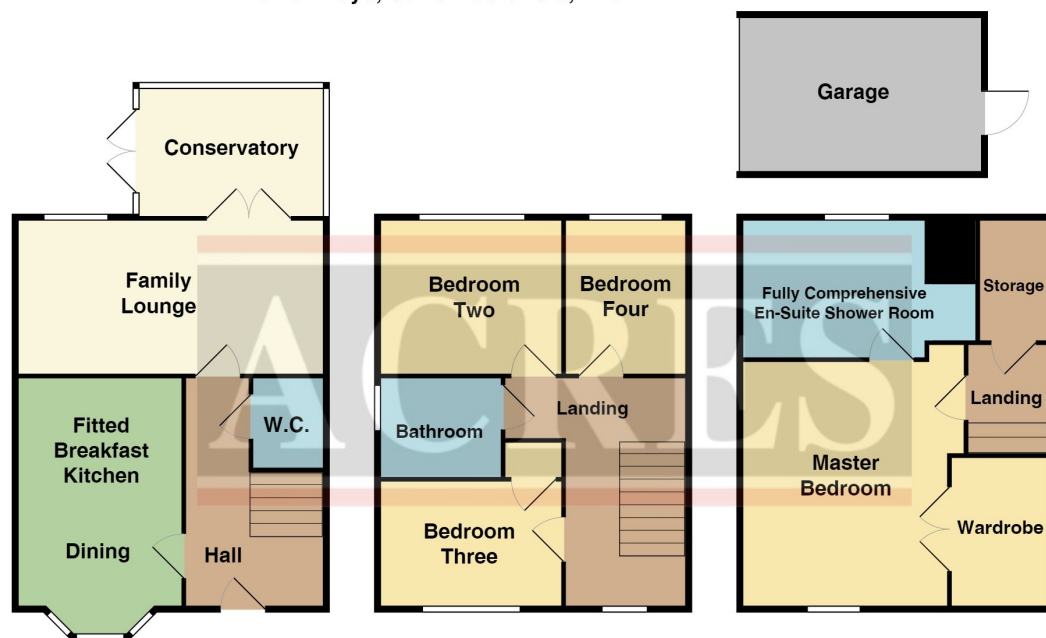 Garage
Conservatory
Family
Lounge
Fitted
Breakfast
Kitchen
Dining
W.C.
Hall
Bedroom
Two
Bedroom
Four
Bathroom
Landing
Bedroom
Three
Fully Comprehensive
En-Suite Shower Room
Storage
Landing
Master
Bedroom
Wardrobe
ACRES